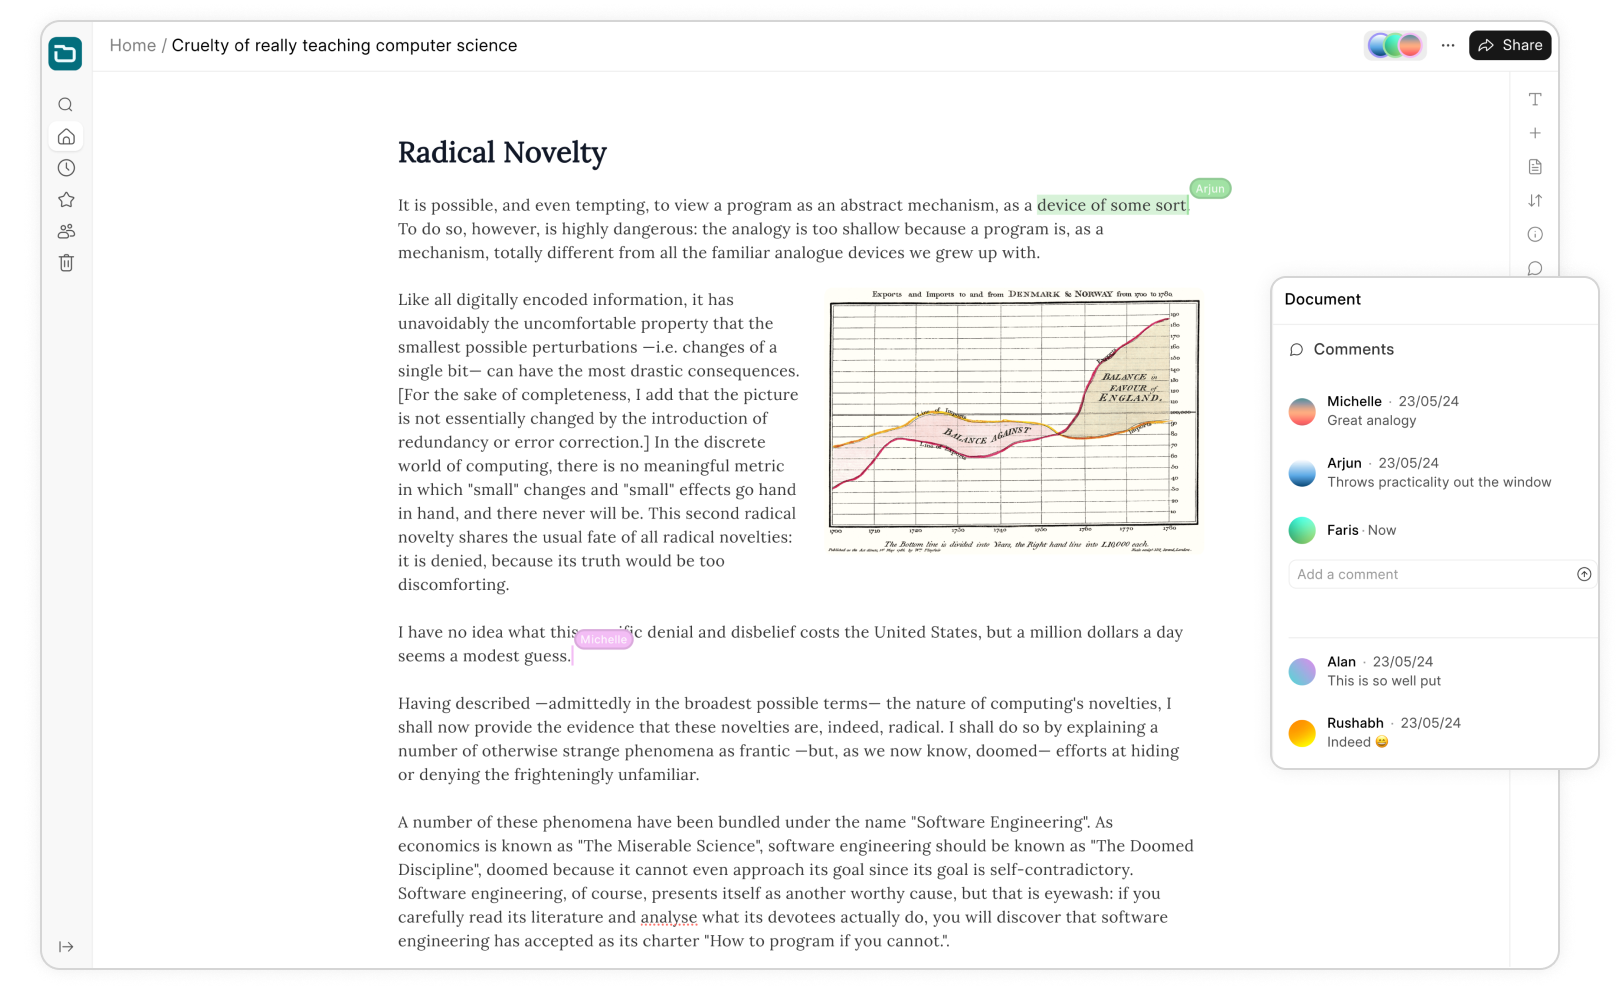 Home / Cruelty of really teaching computer science
Share
Radical Novelty
Arjun
It is possible, and even tempting, to view a program as an abstract mechanism, as a device of some sort.
To do so, however, is highly dangerous: the analogy is too shallow because a program is, as a
mechanism, totally different from all the familiar analogue devices we grew up with.
Like all digitally encoded information, it has
unavoidably the uncomfortable property that the
smallest possible perturbations —i.e. changes of a
single bit— can have the most drastic consequences.
[For the sake of completeness, I add that the picture
is not essentially changed by the introduction of
redundancy or error correction.] In the discrete
world of computing, there is no meaningful metric
in which "small" changes and "small" effects go hand
in hand, and there never will be. This second radical
novelty shares the usual fate of all radical novelties:
it is denied, because its truth would be too
discomforting.
Exports and Imports to and from DENMARK & NORWAY from 1700 to 1780.
BALANCE in
FAVOUR of
ENGLAND.
Line of Imports
BALANCE AGAINST
Line of Exports
Exports
Imports
190
180
170
160
150
140
130
120
110
100,000
90
80
70
60
50
40
30
20
10
1700 1710 1720 1730 1740 1750 1760 1770 1780
The Bottom line is divided into Years, the Right hand line into L10,000 each.
I have no idea what this
denial and disbelief costs the United States, but a million dollars a day
Michelle
seems a modest guess.
Having described —admittedly in the broadest possible terms— the nature of computing's novelties, I
shall now provide the evidence that these novelties are, indeed, radical. I shall do so by explaining a
number of otherwise strange phenomena as frantic —but, as we now know, doomed— efforts at hiding
or denying the frighteningly unfamiliar.
A number of these phenomena have been bundled under the name "Software Engineering". As
economics is known as "The Miserable Science", software engineering should be known as "The Doomed
Discipline", doomed because it cannot even approach its goal since its goal is self-contradictory.
Software engineering, of course, presents itself as another worthy cause, but that is eyewash: if you
carefully read its literature and analyse what its devotees actually do, you will discover that software
engineering has accepted as its charter "How to program if you cannot.".
Document
Comments
Michelle · 23/05/24
Great analogy
Arjun · 23/05/24
Throws practicality out the window
Faris · Now
Add a comment
Alan · 23/05/24
This is so well put
Rushabh · 23/05/24
Indeed 😄